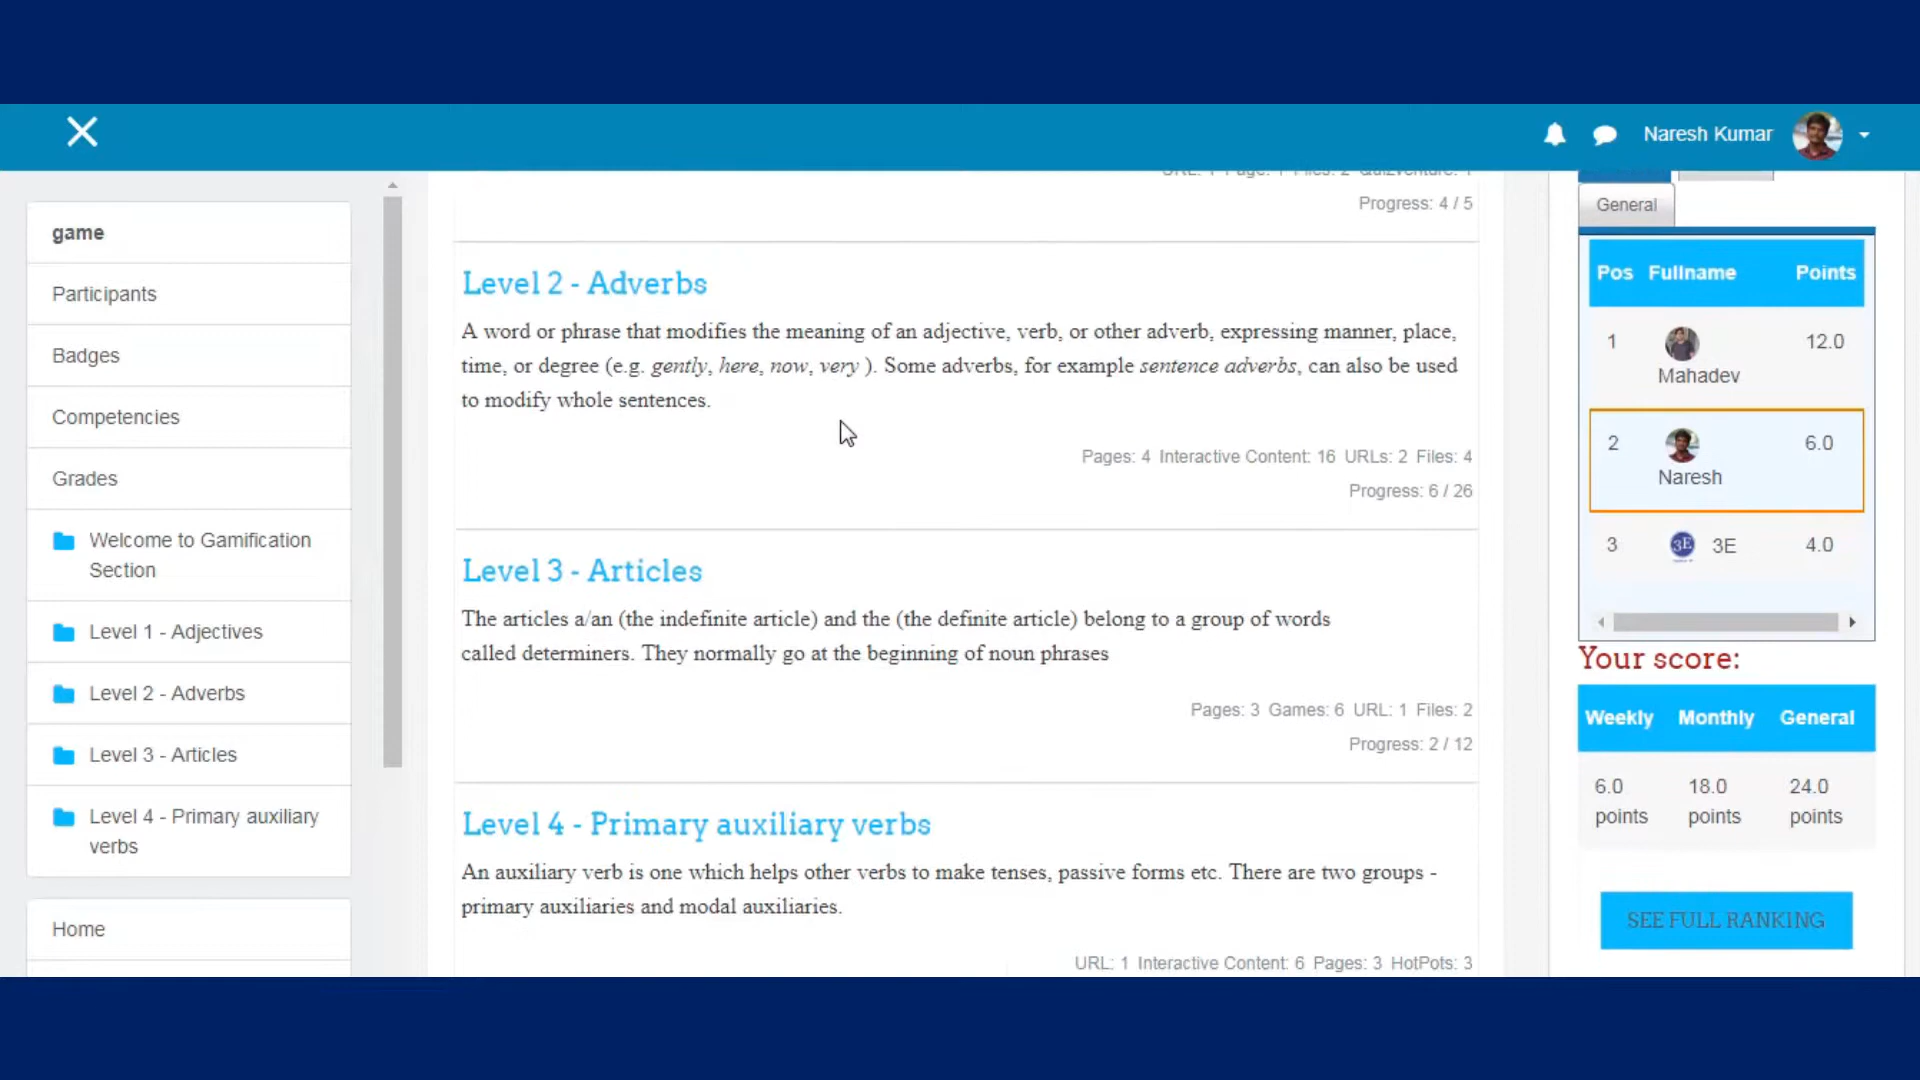 Naresh Kumar
game
Participants
Badges
Competencies
Grades
Welcome to Gamification
Section
Level 1 - Adjectives
Level 2 - Adverbs
Level 3 - Articles
Level 4 - Primary auxiliary
verbs
Home
URL: 1 Page: 1 Files: 2 Quizventure: 1
Progress: 4 / 5
Level 2 - Adverbs
A word or phrase that modifies the meaning of an adjective, verb, or other adverb, expressing manner, place,
time, or degree (e.g. gently, here, now, very ). Some adverbs, for example sentence adverbs, can also be used
to modify whole sentences.
Pages: 4 Interactive Content: 16 URLs: 2 Files: 4
Progress: 6 / 26
Level 3 - Articles
The articles a/an (the indefinite article) and the (the definite article) belong to a group of words
called determiners. They normally go at the beginning of noun phrases
Pages: 3 Games: 6 URL: 1 Files: 2
Progress: 2 / 12
Level 4 - Primary auxiliary verbs
An auxiliary verb is one which helps other verbs to make tenses, passive forms etc. There are two groups -
primary auxiliaries and modal auxiliaries.
URL: 1 Interactive Content: 6 Pages: 3 HotPots: 3
General
Pos Fullname Points
1 Mahadev 12.0
2 Naresh 6.0
3 3E 3E 4.0
Your score:
Weekly Monthly General
6.0 18.0 24.0
points points points
SEE FULL RANKING